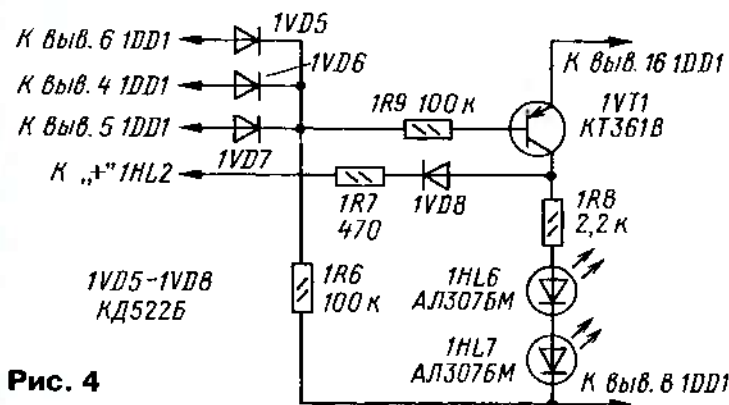 1VD5
К выв. 6 1DD1
1VD6
К выв. 4 1DD1
К выв. 16 1DD1
1R9 100 к
1VT1
КТ361В
К выв. 5 1DD1
1VD7
К „+” 1HL2
1R7
470
1VD8
1R8
2,2 к
1VD5–1VD8
КД522Б
1R6
100 к
1HL6
АЛ307БМ
1HL7
АЛ307БМ
К выв. 8 1DD1
Рис. 4